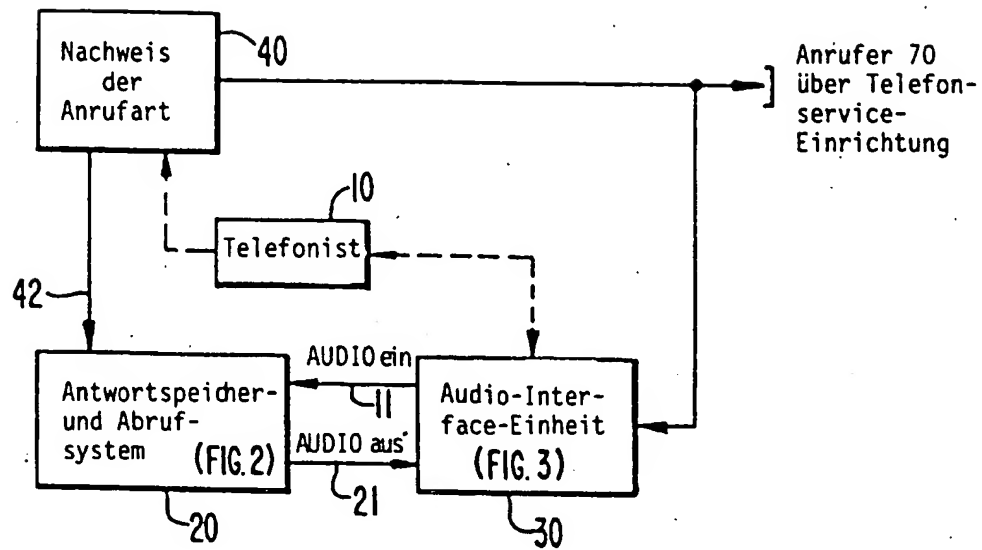 Nachweis
der
Anrufart
40
Anrufer 70
über Telefon-
service-
Einrichtung
10
Telefonist
42
Antwortspeicher-
und Abruf-
system
(FIG. 2)
20
AUDIO ein
11
AUDIO aus
21
Audio-Inter-
face-Einheit
(FIG. 3)
30